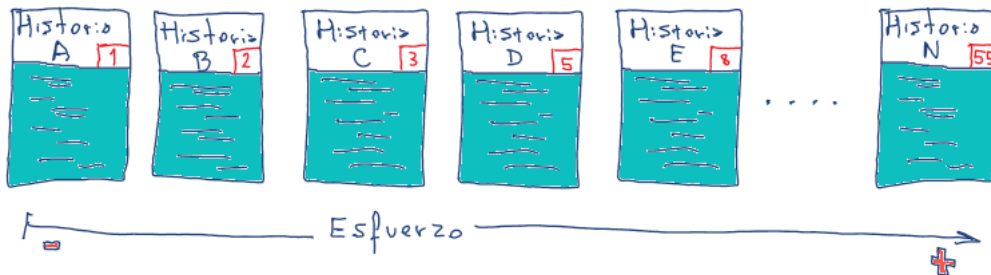 Historia
A
1
Historia
B
2
Historia
C
3
Historia
D
5
Historia
E
8
. . . .
Historia
N
55
Esfuerzo
-
+